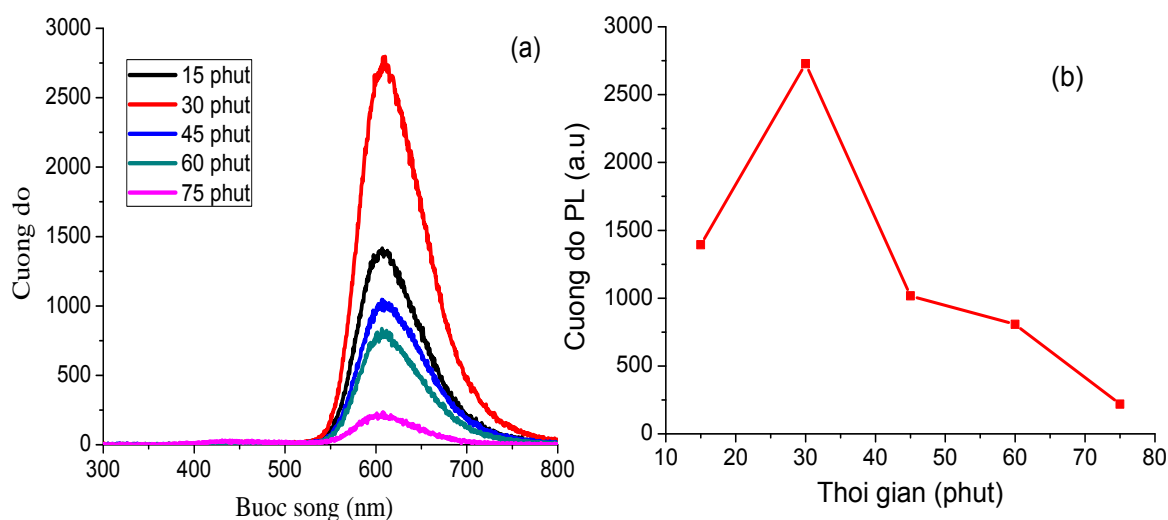 (a)
15 phut
30 phut
45 phut
60 phut
75 phut
Cuong do
3000
2500
2000
1500
1000
500
0
300 400 500 600 700 800
Buoc song (nm)
(b)
Cuong do PL (a.u)
3000
2500
2000
1500
1000
500
0
10 20 30 40 50 60 70 80
Thoi gian (phut)